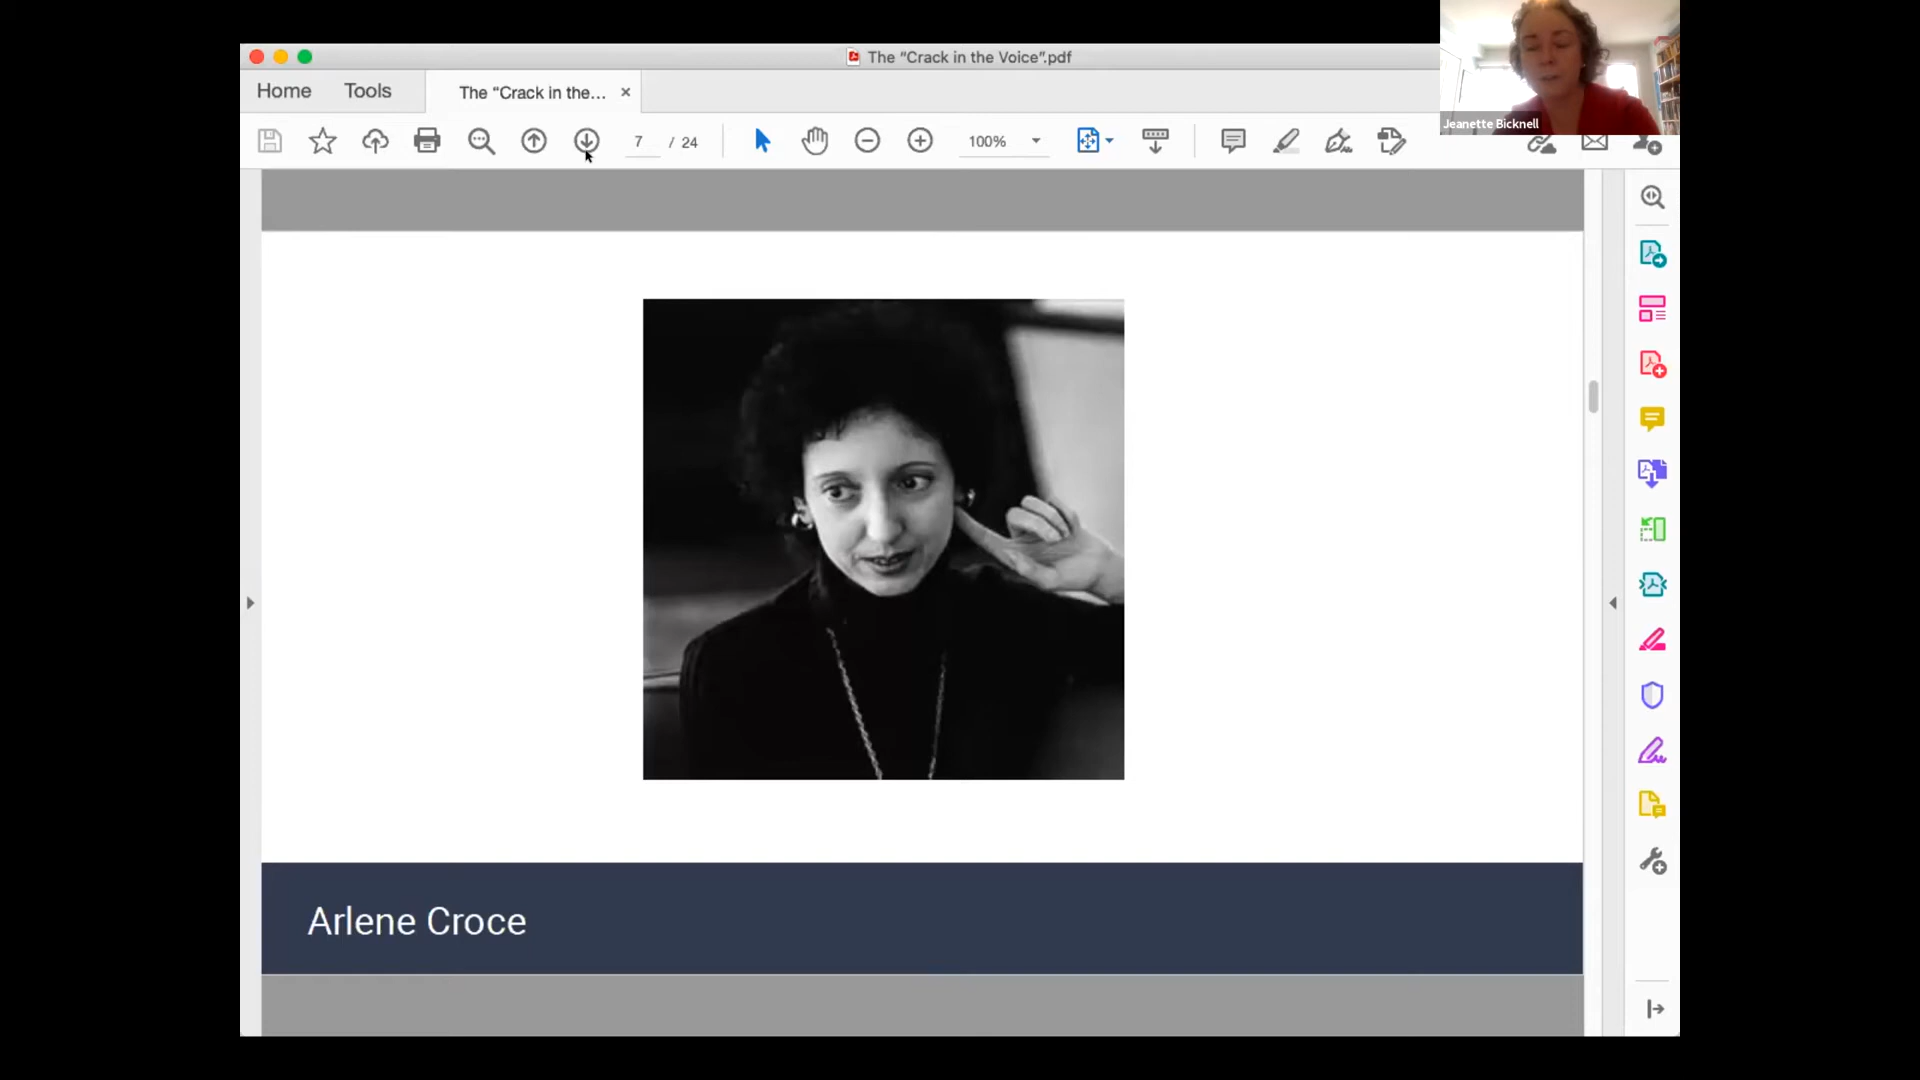 The “Crack in the Voice”.pdf
Home
Tools
The “Crack in the...
7 / 24
100%
Jeanette Bicknell
Arlene Croce